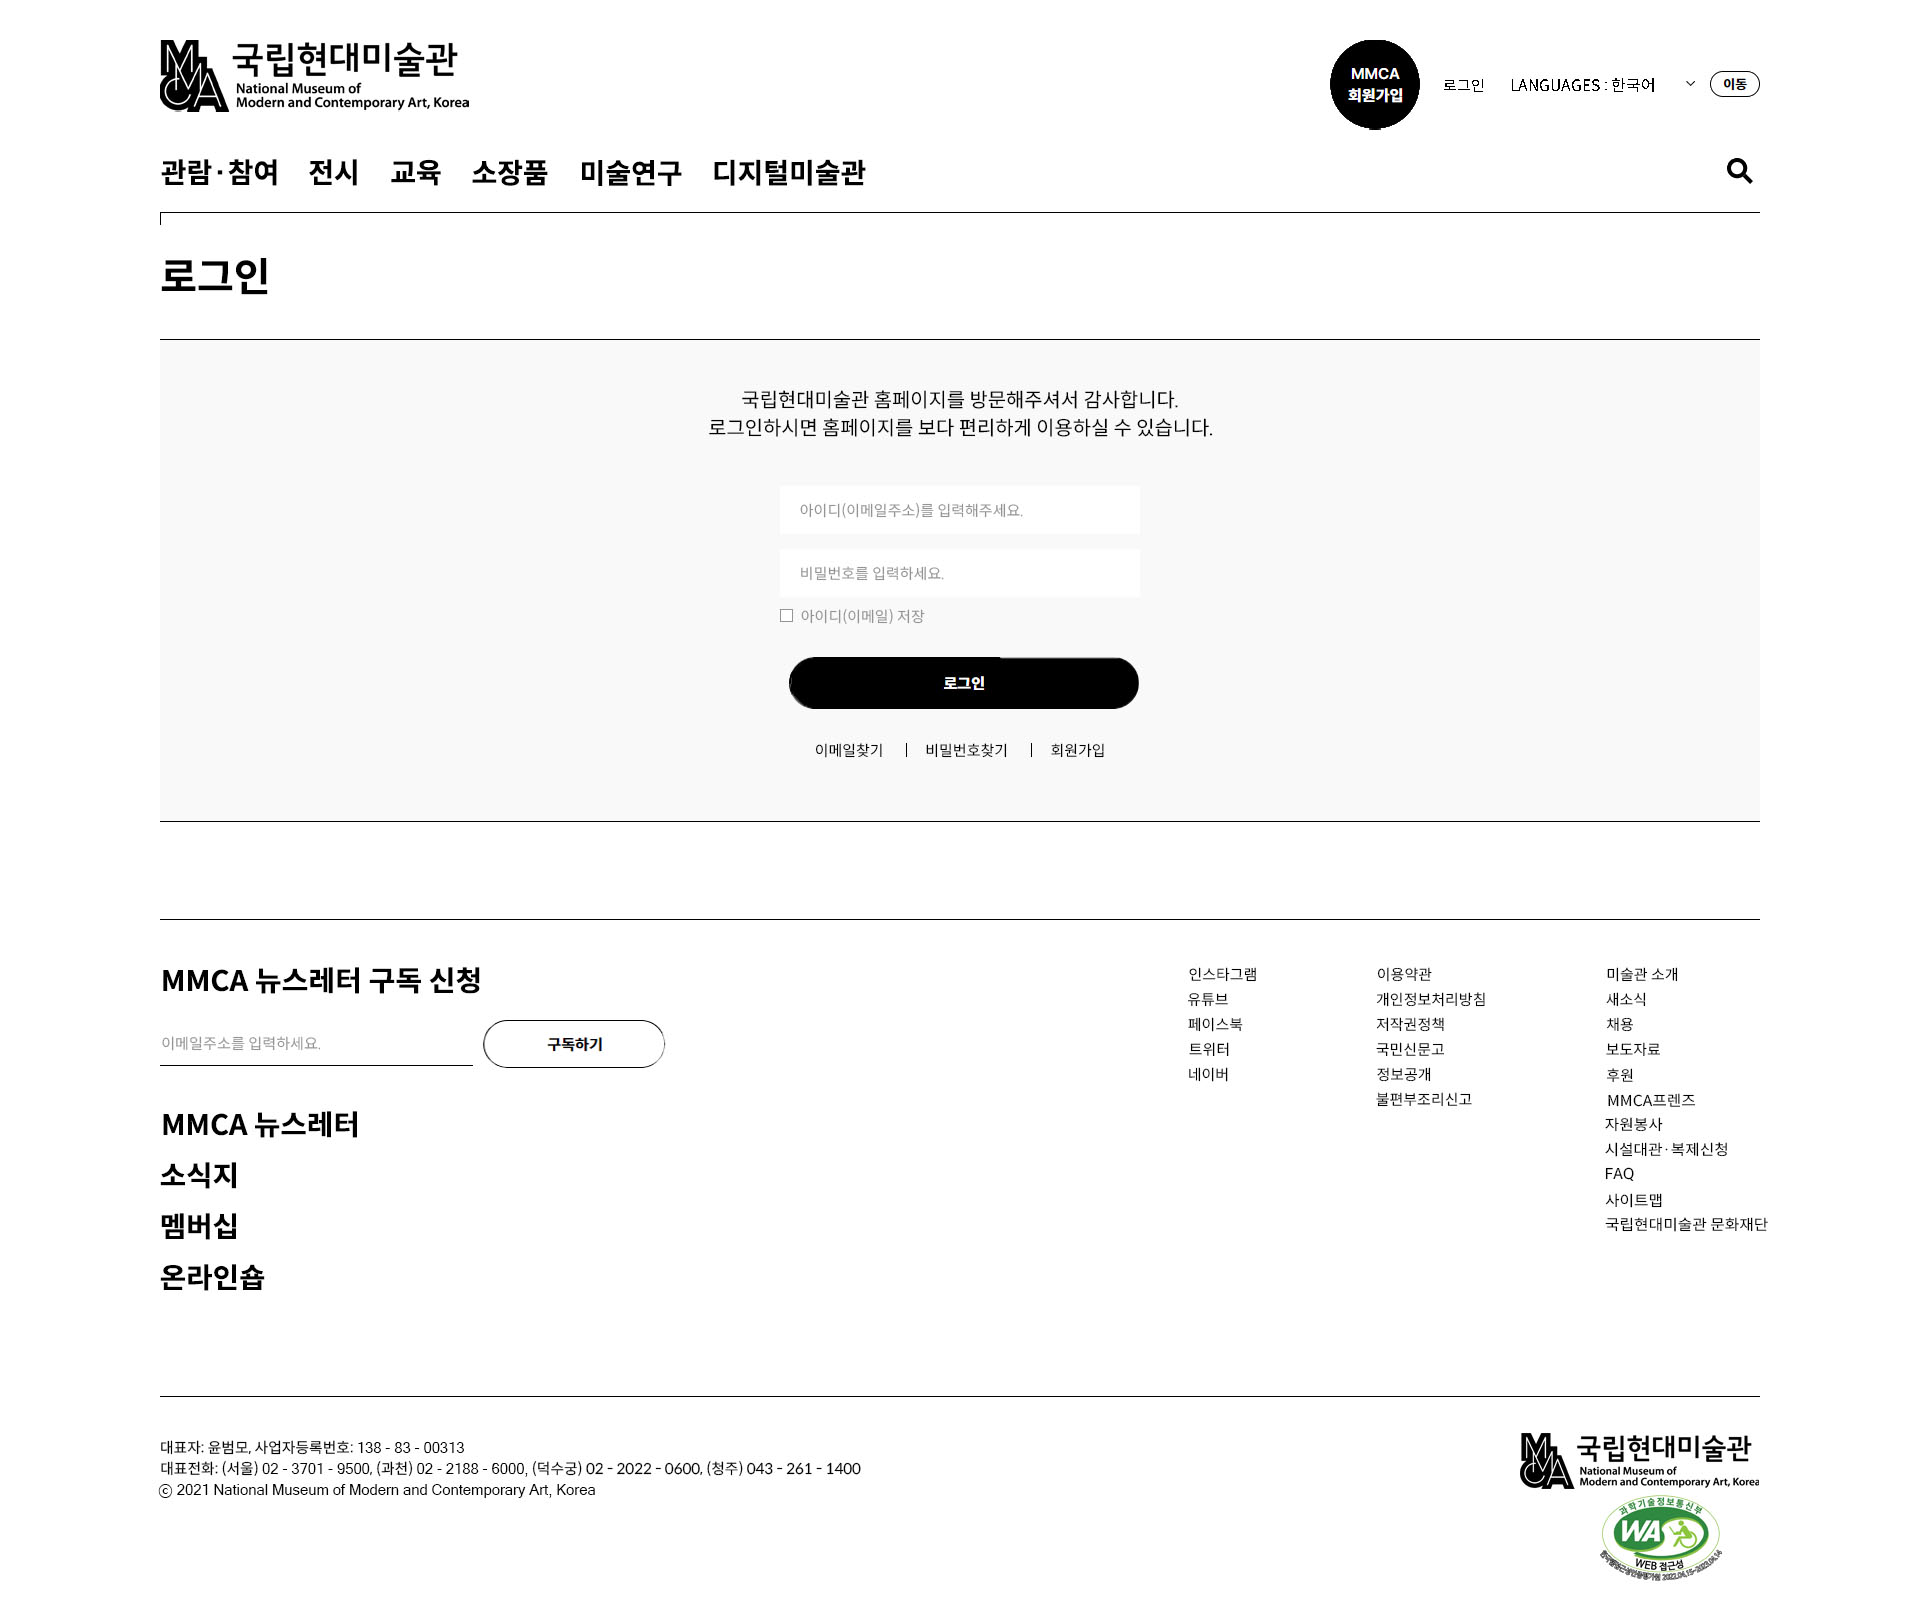 MMCA
국립현대미술관
National Museum of
Modern and Contemporary Art, Korea
MMCA
회원가입
로그인
LANGUAGES : 한국어
이동
관람·참여 전시 교육 소장품 미술연구 디지털미술관
로그인
국립현대미술관 홈페이지를 방문해주셔서 감사합니다.
로그인하시면 홈페이지를 보다 편리하게 이용하실 수 있습니다.
아이디(이메일주소)를 입력해주세요.
비밀번호를 입력하세요.
아이디(이메일) 저장
로그인
이메일찾기 | 비밀번호찾기 | 회원가입
MMCA 뉴스레터 구독 신청
이메일주소를 입력하세요.
구독하기
MMCA 뉴스레터
소식지
멤버십
온라인숍
인스타그램
유튜브
페이스북
트위터
네이버
이용약관
개인정보처리방침
저작권정책
국민신문고
정보공개
불편부조리신고
미술관 소개
새소식
채용
보도자료
후원
MMCA프렌즈
자원봉사
시설대관·복제신청
FAQ
사이트맵
국립현대미술관 문화재단
대표자: 윤범모, 사업자등록번호: 138 - 83 - 00313
대표전화: (서울) 02 - 3701 - 9500, (과천) 02 - 2188 - 6000, (덕수궁) 02 - 2022 - 0600, (청주) 043 - 261 - 1400
ⓒ 2021 National Museum of Modern and Contemporary Art, Korea
MMCA
국립현대미술관
National Museum of
Modern and Contemporary Art, Korea
과학기술정보통신부
WA
WEB 접근성
2022.04.15~2023.04.14